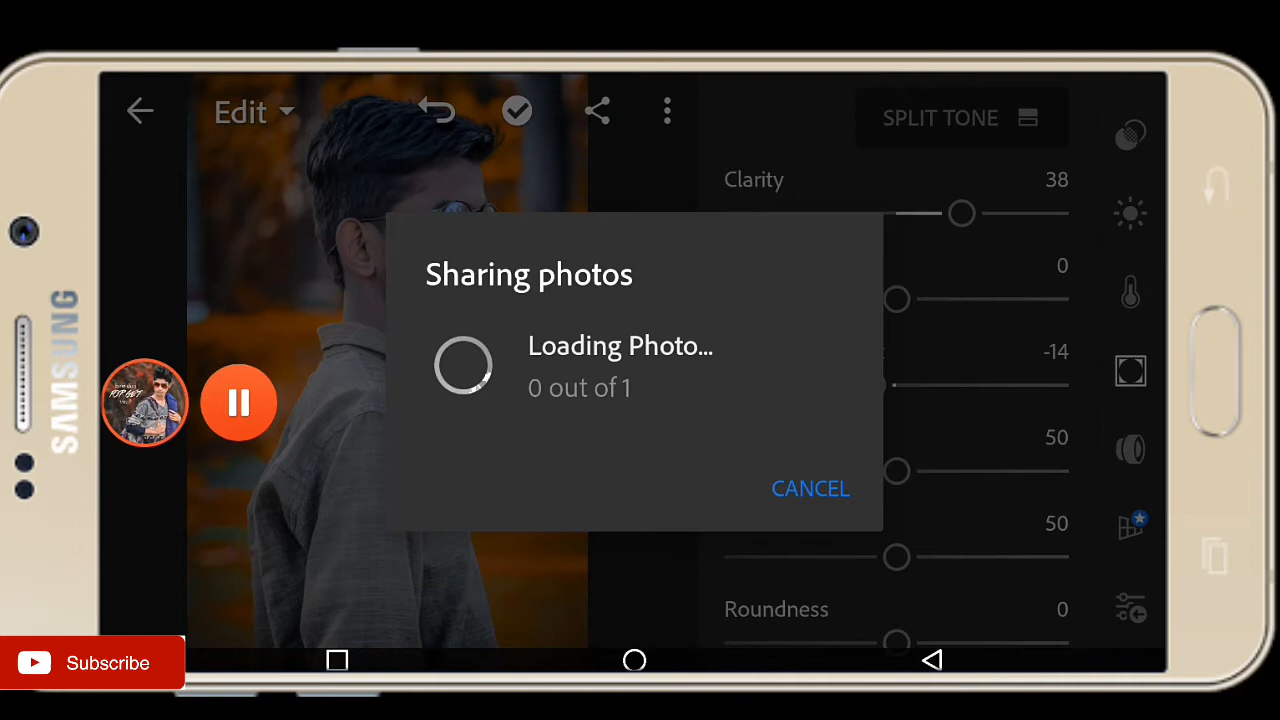 SAMSUNG
Edit
SPLIT TONE
Clarity
38
0
-14
50
50
Roundness
0
Sharing photos
Loading Photo...
0 out of 1
CANCEL
Subscribe